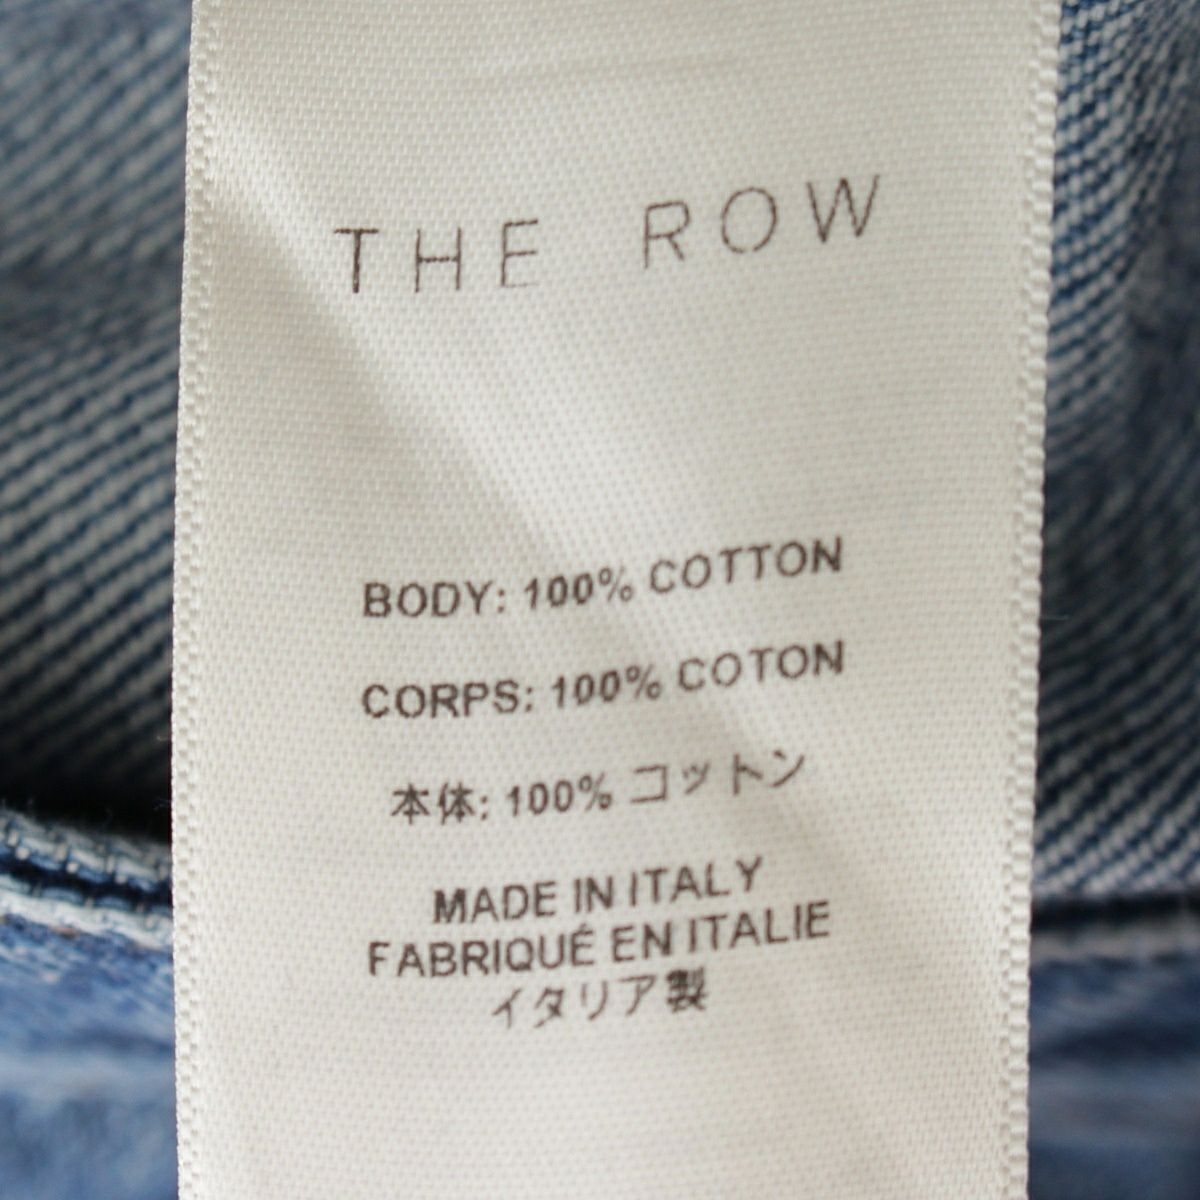 THE ROW
BODY: 100% COTTON
CORPS: 100% COTON
本体: 100% コットン
MADE IN ITALY
FABRIQUÉ EN ITALIE
イタリア製